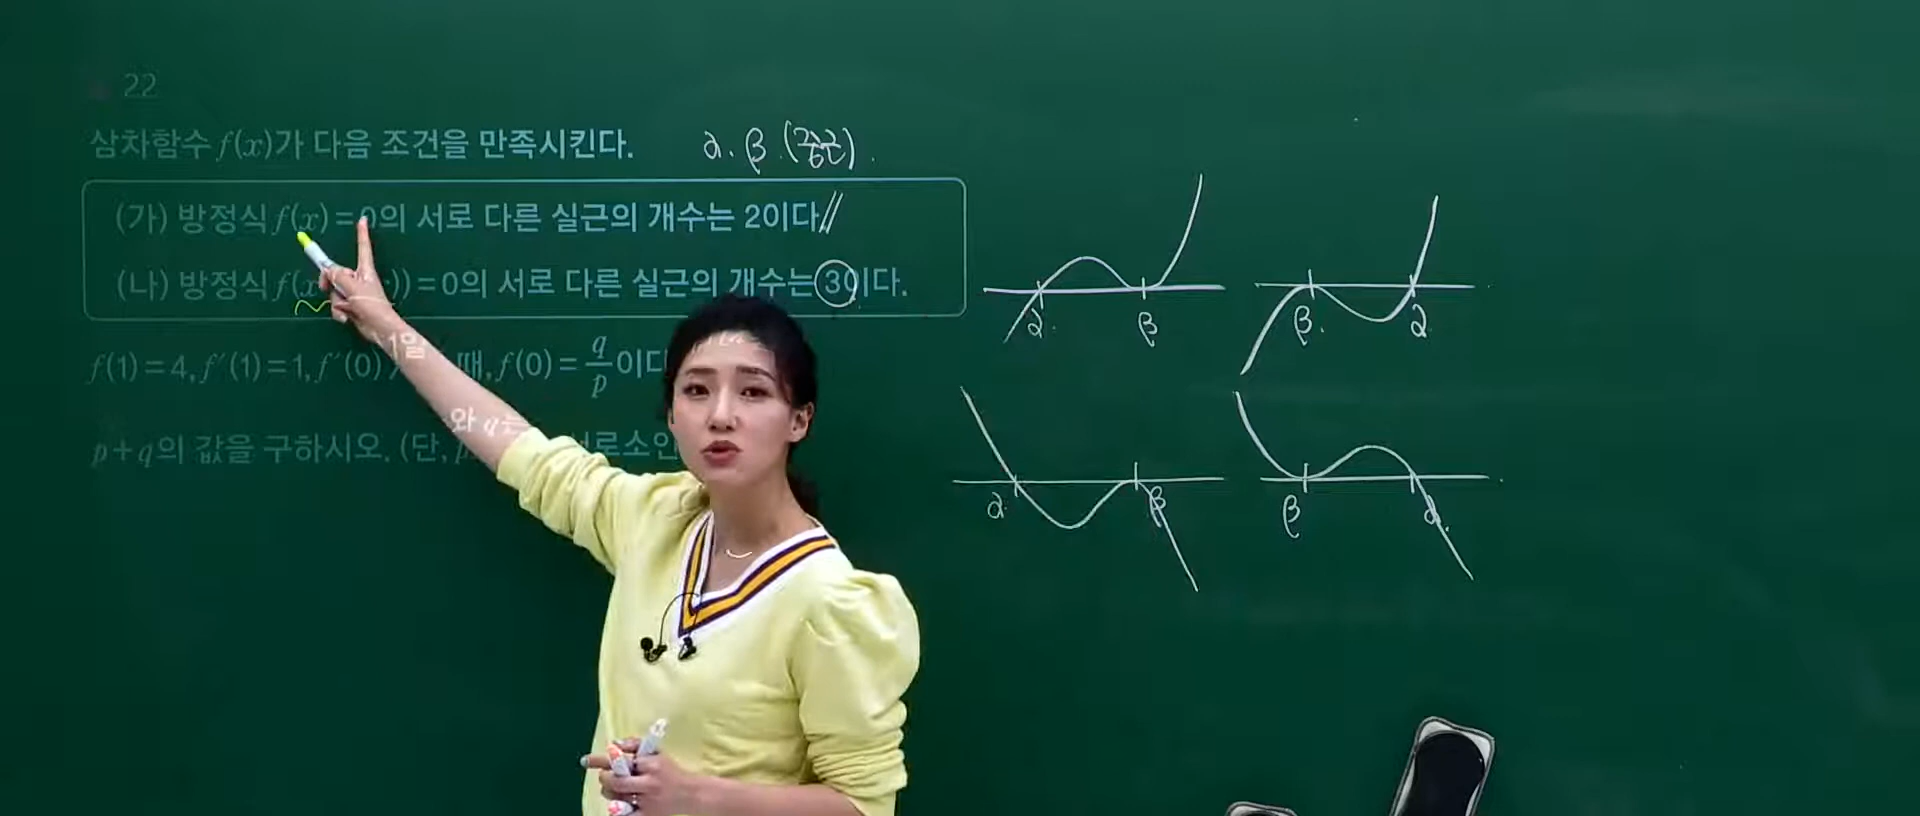 22
삼차함수 f(x)가 다음 조건을 만족시킨다. α. β (중근).
(가) 방정식 f(x)=0의 서로 다른 실근의 개수는 2이다.
(나) 방정식 f(x ))=0의 서로 다른 실근의 개수는 3이다.
f(1)=4, f′(1)=1, f′(0) 1일 때, f(0)=q/p이다
와 q는
p+q의 값을 구하시오. (단, p 서로소인
α β
β. α
α β
β α.